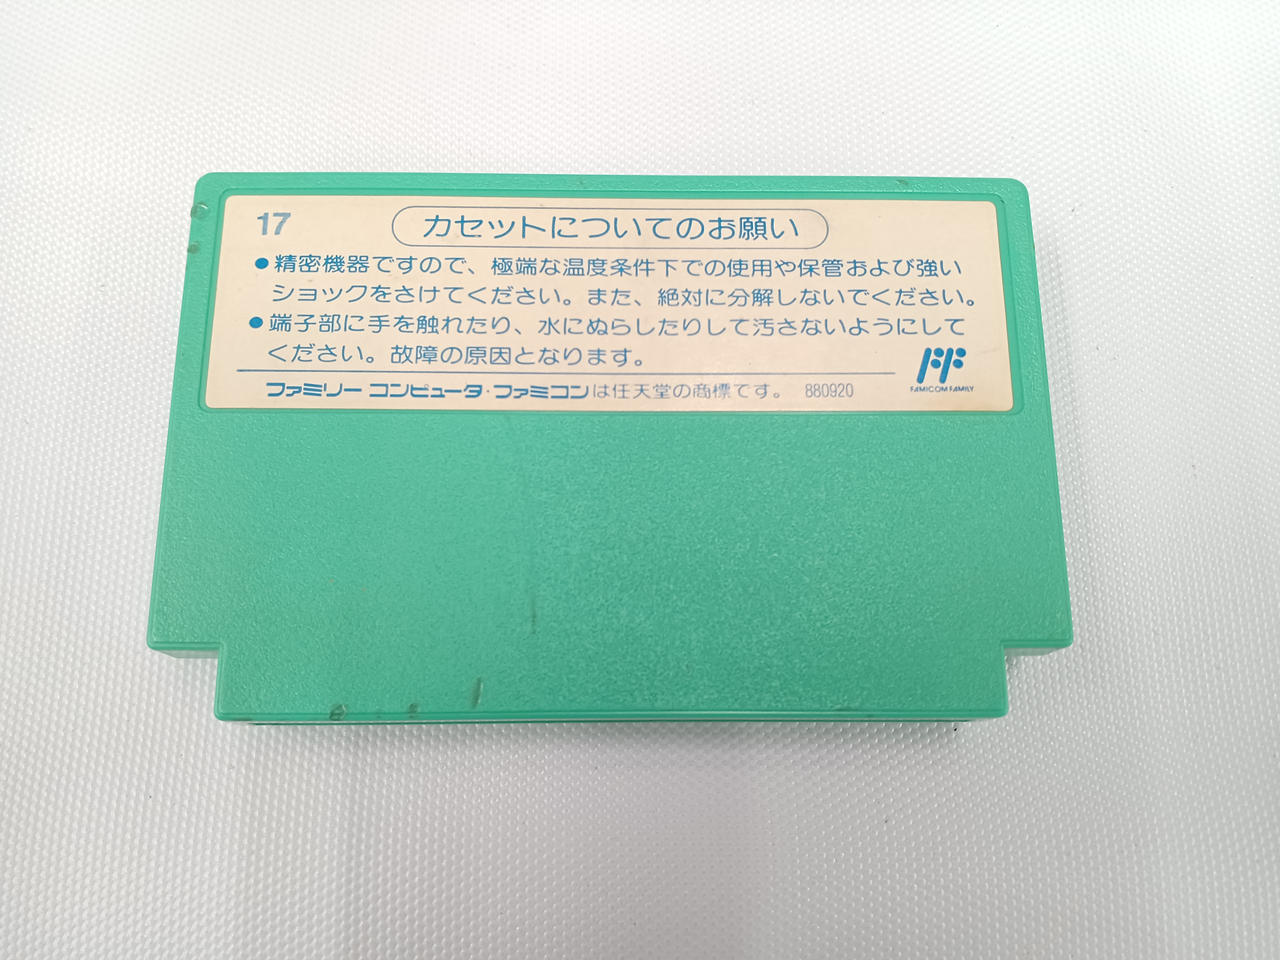 17
カセットについてのお願い
●精密機器ですので、極端な温度条件下での使用や保管および強い
ショックをさけてください。また、絶対に分解しないでください。
●端子部に手を触れたり、水にぬらしたりして汚さないようにして
ください。故障の原因となります。
ファミリー コンピュータ・ファミコンは任天堂の商標です。 880920
FAMICOM FAMILY